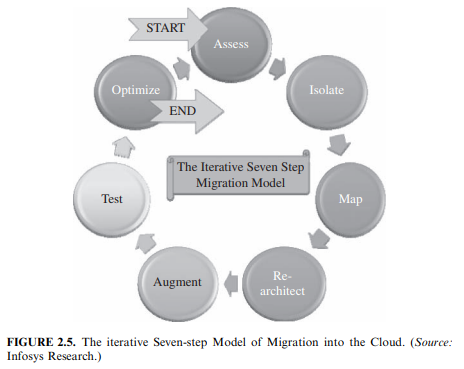 START
Assess
Isolate
Map
Re-
architect
Augment
Test
Optimize
END
The Iterative Seven Step
Migration Model
FIGURE 2.5. The iterative Seven-step Model of Migration into the Cloud. (Source:
Infosys Research.)